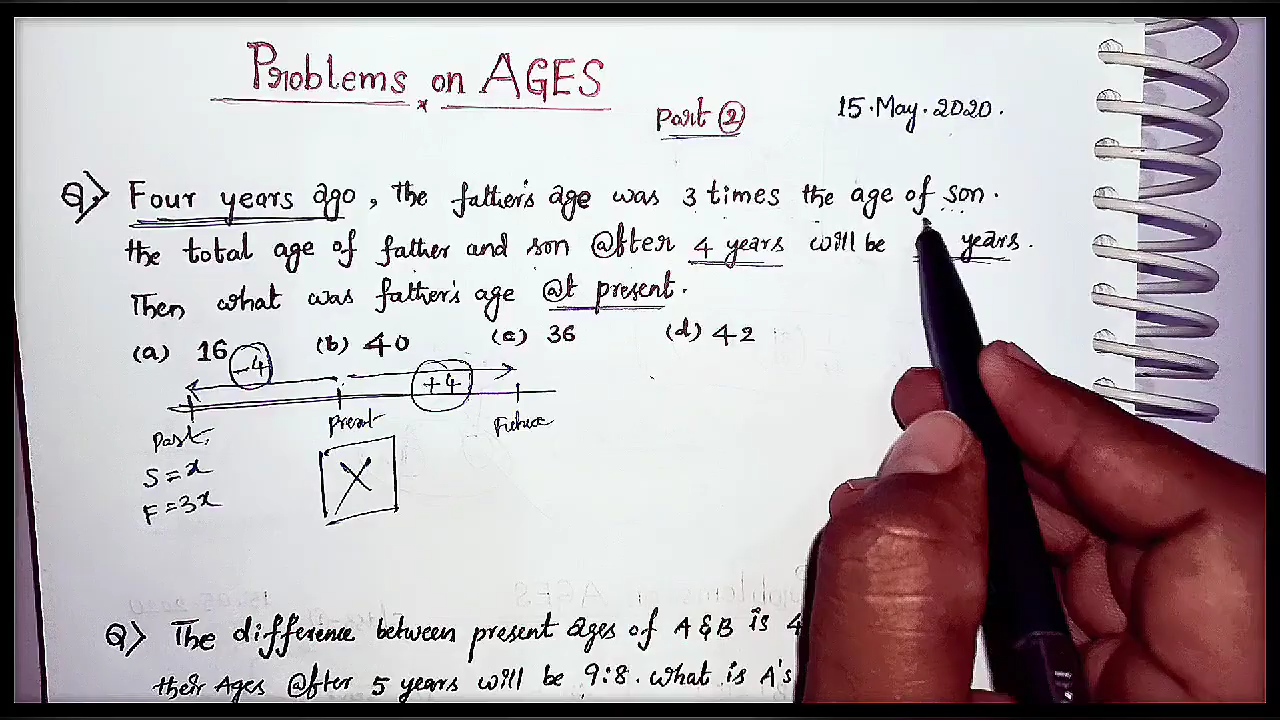 Problems on AGES
Part ②
15.May.2020.
Q> Four years ago, the father's age was 3 times the age of son.
the total age of father and son @fter 4 years will be years.
Then what was father's age @t present.
(a) 16 (b) 40 (c) 36 (d) 42
-4 +4
Past Present Future
S = x
F = 3x
X
Q> The difference between present ages of A & B is 4
their Ages @fter 5 years will be 9:8. what is A's